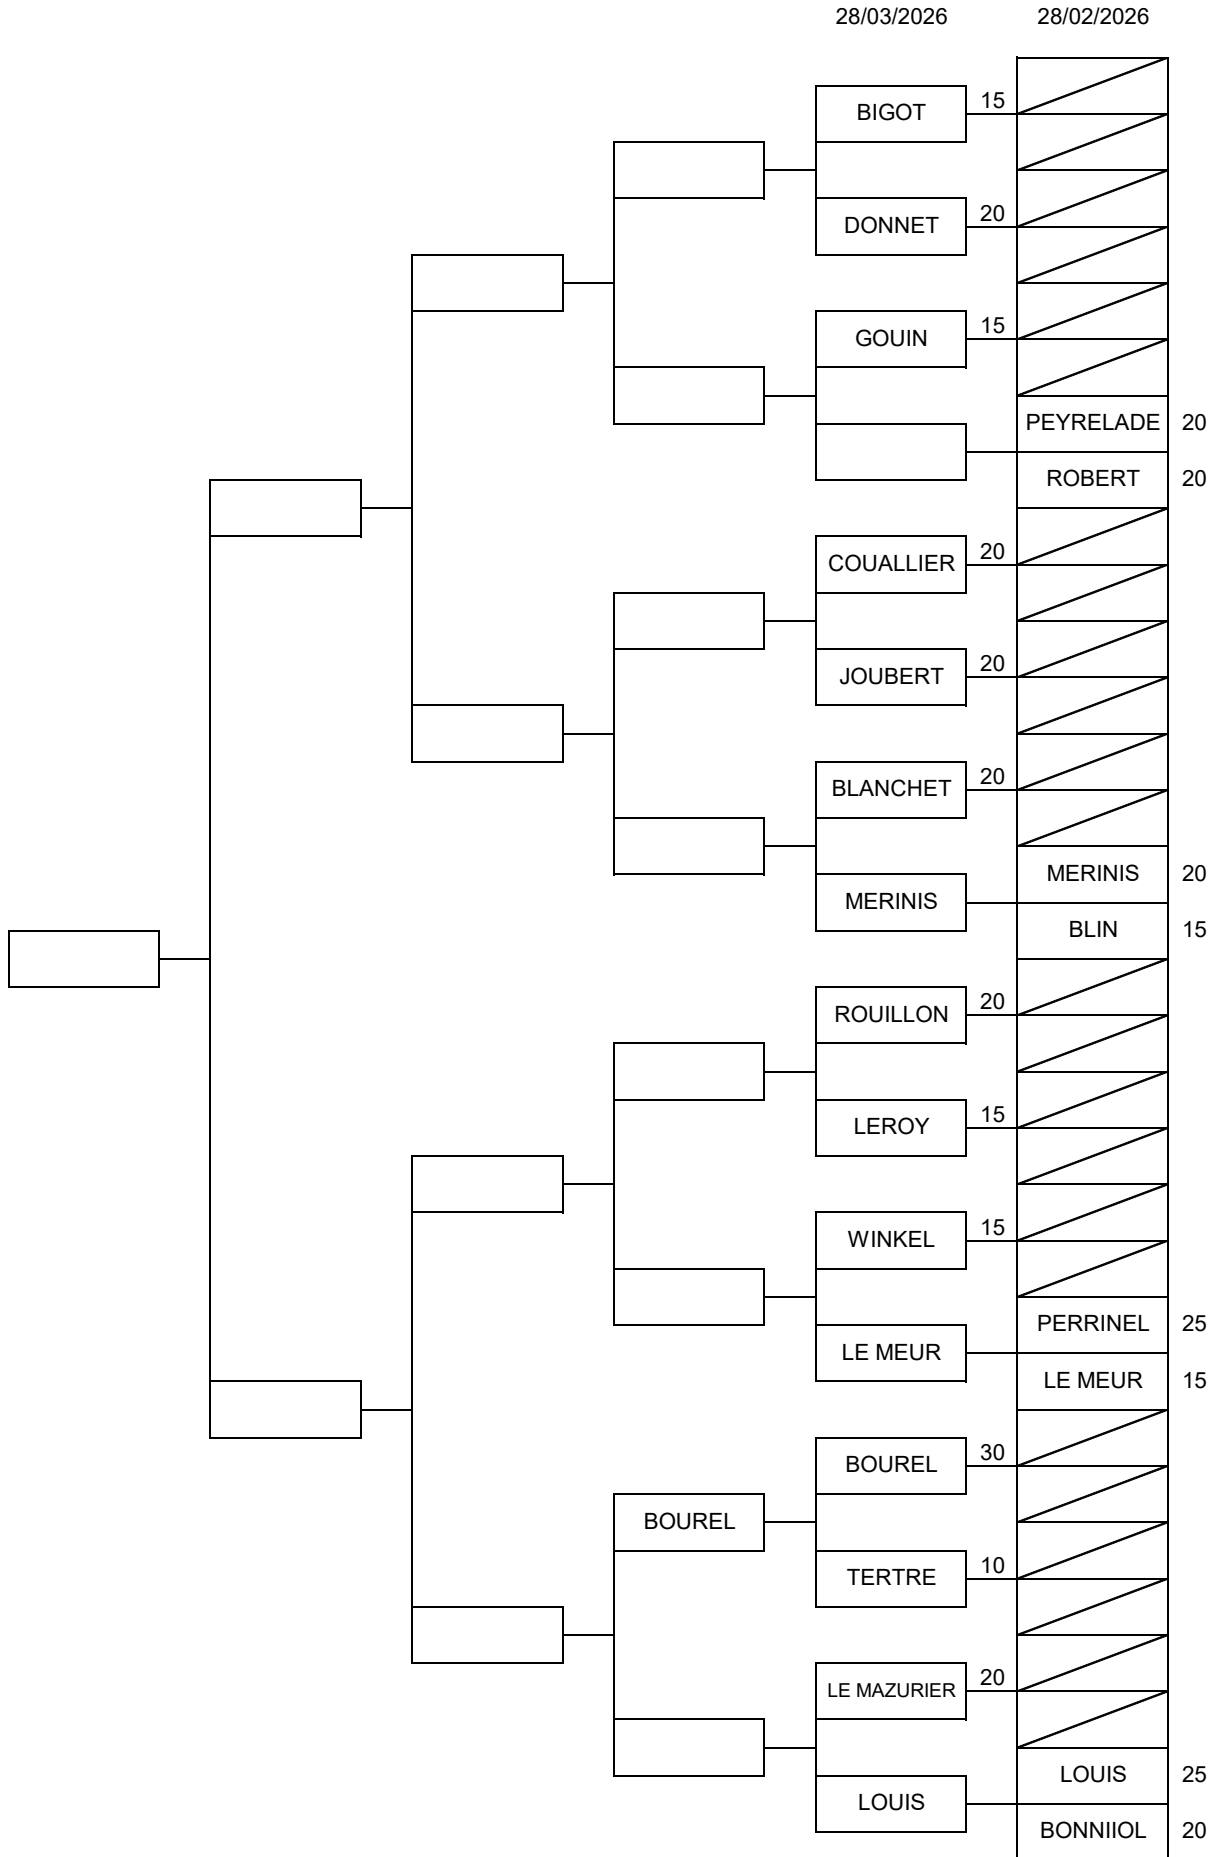 28/03/2026 28/02/2026
BIGOT 15
DONNET 20
GOUIN 15
PEYRELADE 20
ROBERT 20
COUALLIER 20
JOUBERT 20
BLANCHET 20
MERINIS 20
MERINIS
BLIN 15
ROUILLON 20
LEROY 15
WINKEL 15
PERRINEL 25
LE MEUR
LE MEUR 15
BOUREL 30
BOUREL
TERTRE 10
LE MAZURIER 20
LOUIS 25
LOUIS
BONNIIOL 20